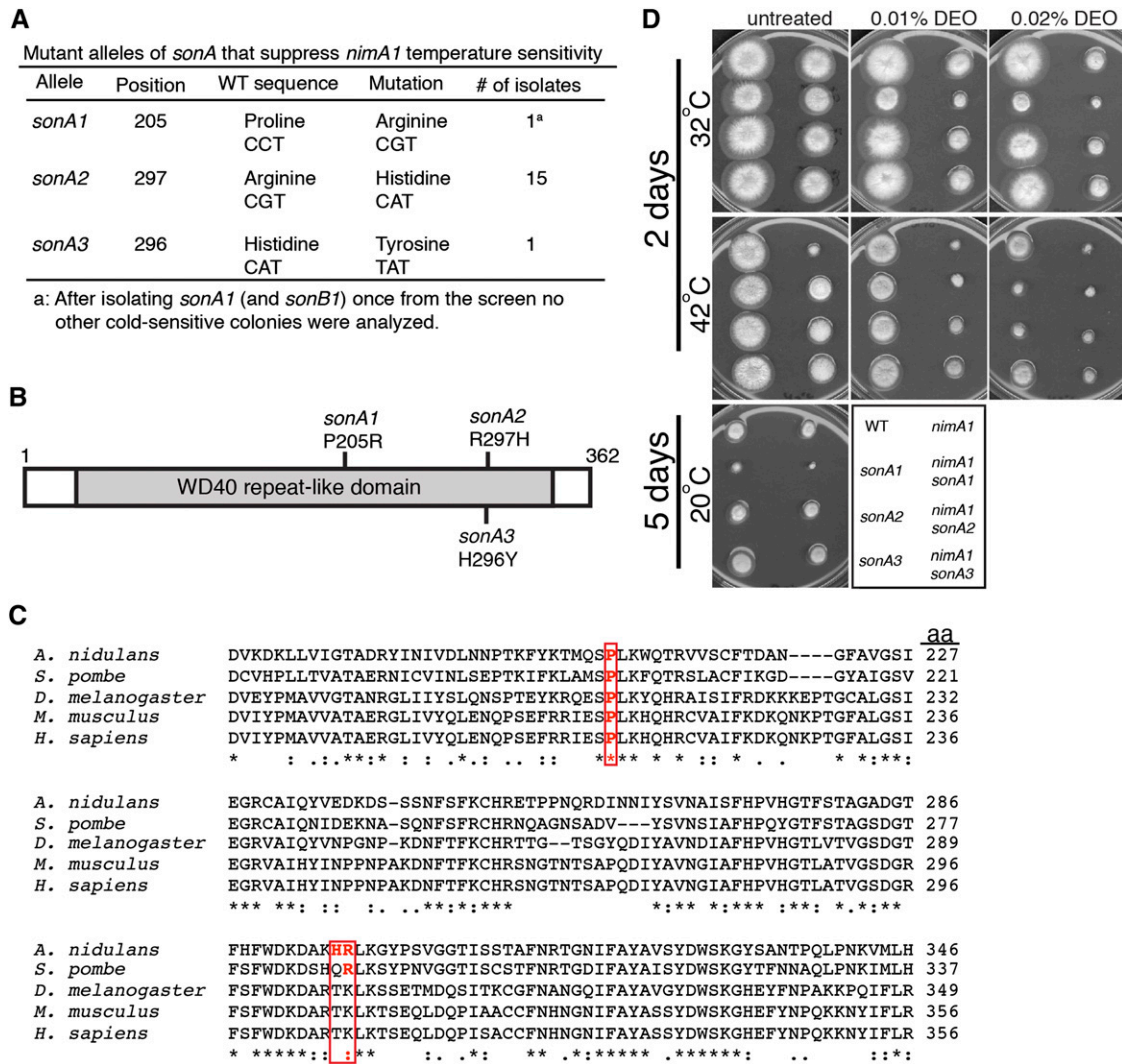 A
Mutant alleles of sonA that suppress nimA1 temperature sensitivity
Allele Position WT sequence Mutation # of isolates
sonA1 205 Proline Arginine 1a
CCT CGT
sonA2 297 Arginine Histidine 15
CGT CAT
sonA3 296 Histidine Tyrosine 1
CAT TAT
a: After isolating sonA1 (and sonB1) once from the screen no
other cold-sensitive colonies were analyzed.
B
sonA1 sonA2
P205R R297H
1 362
WD40 repeat-like domain
sonA3
H296Y
D
untreated 0.01% DEO 0.02% DEO
2 days
32°C
42°C
5 days
20°C
WT nimA1
sonA1 nimA1
sonA1
sonA2 nimA1
sonA2
sonA3 nimA1
sonA3
C
aa
A. nidulans DVKDKLLVIGTADRYINIVDLNNPTKFYKTMQSPLKWQTRVVSCFTDAN----GFAVGSI 227
S. pombe DCVHPLLTVATAERNICVINLSEPTKIFKLAMSPLKFQTRSLACFIKGD----GYAIGSV 221
D. melanogaster DVEYPMAVVGTANRGLIIYSLQNSPTEYKRQESPLKYQHRAISIFRDKKKEPTGCALGSI 232
M. musculus DVIYPMAVVATAERGLIVYQLENQPSEFRRIESPLKHQHRCVAIFKDKQNKPTGFALGSI 236
H. sapiens DVIYPMAVVATAERGLIVYQLENQPSEFRRIESPLKHQHRCVAIFKDKQNKPTGFALGSI 236
* : .. **:* : : .* .: :: ***** * * :: * . . * *:**:
A. nidulans EGRCAIQYVEDKDS-SSNFSFKCHRETPPNQRDINNIYSVNAISFHPVHGTFSTAGADGT 286
S. pombe EGRCAIQNIDEKNA-SQNFSFRCHRNQAGNSADV---YSVNSIAFHPQYGTFSTAGSDGT 277
D. melanogaster EGRVAIQYVNPGNP-KDNFTFKCHRTTG--TSGYQDIYAVNDIAFHPVHGTLVTVGSDGT 289
M. musculus EGRVAIHYINPPNPAKDNFTFKCHRSNGTNTSAPQDIYAVNGIAFHPVHGTLATVGSDGR 296
H. sapiens EGRVAIHYINPPNPAKDNFTFKCHRSNGTNTSAPQDIYAVNGIAFHPVHGTLATVGSDGR 296
*** **: :: :. ..**:*:*** *:** *:*** :**: *.*:**
A. nidulans FHFWDKDAKHRLKGYPSVGGTISSTAFNRTGNIFAYAVSYDWSKGYSANTPQLPNKVMLH 346
S. pombe FSFWDKDSHQRLKSYPNVGGTISCSTFNRTGDIFAYAISYDWSKGYTFNNAQLPNKIMLH 337
D. melanogaster FSFWDKDARTKLKSSETMDQSITKCGFNANGQIFAYAVGYDWSKGHEYFNPAKKPQIFLR 349
M. musculus FSFWDKDARTKLKTSEQLDQPIAACCFNHNGNIFAYASSYDWSKGHEFYNPQKKNYIFLR 356
H. sapiens FSFWDKDARTKLKTSEQLDQPISACCFNHNGNIFAYASSYDWSKGHEFYNPQKKNYIFLR 356
* *****:: :** :. .*: ** .*:***** .******: .. ::*: